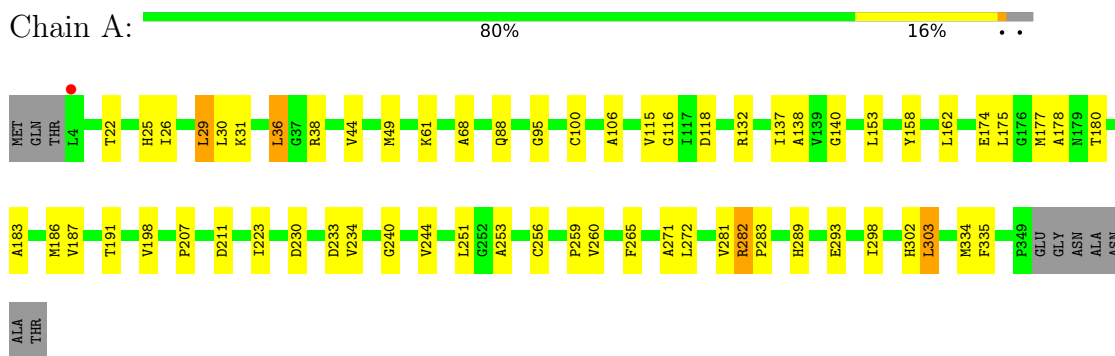 Chain A:
80% 16% • •
MET GLN THR L4 T22 H25 I26 L29 L30 K31 L36 G37 R38 V44 M49 K61 A68 Q88 G95 C100 A106 V115 G116 I117 D118 R132 I137 A138 V139 G140 L153 Y158 L162 E174 L175 G176 M177 A178 N179 T180
A183 M186 V187 T191 V198 P207 D211 I223 D230 D233 V234 G240 V244 L251 G252 A253 C256 P259 V260 F265 A271 L272 V281 R282 P283 H289 E293 I298 H302 L303 M334 F335 P349 GLU GLY ASN ALA ASN
ALA THR